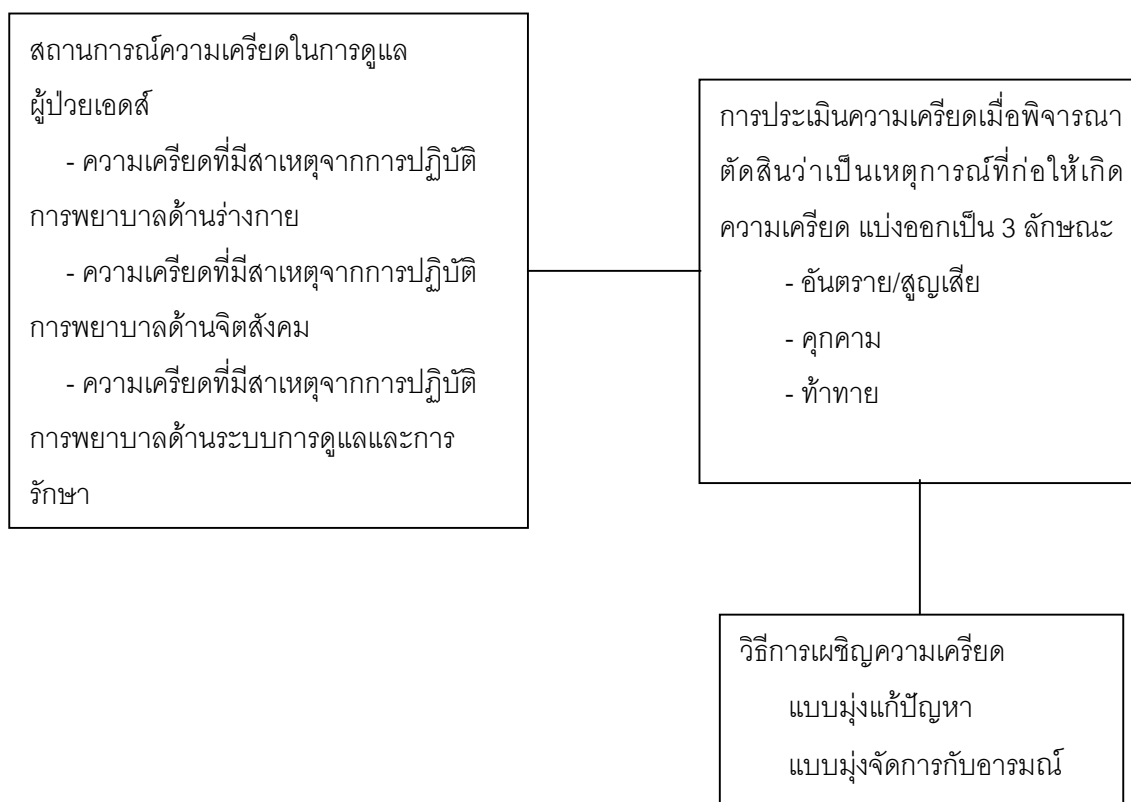 สถานการณ์ความเครียดในการดูแล
ผู้ป่วยเอดส์
- ความเครียดที่มีสาเหตุจากการปฏิบัติ
การพยาบาลด้านร่างกาย
- ความเครียดที่มีสาเหตุจากการปฏิบัติ
การพยาบาลด้านจิตสังคม
- ความเครียดที่มีสาเหตุจากการปฏิบัติ
การพยาบาลด้านระบบการดูแลและการ
รักษา
การประเมินความเครียดเมื่อพิจารณา
ตัดสินว่าเป็นเหตุการณ์ที่ก่อให้เกิด
ความเครียด แบ่งออกเป็น 3 ลักษณะ
- อันตราย/สูญเสีย
- คุกคาม
- ท้าทาย
วิธีการเผชิญความเครียด
แบบมุ่งแก้ปัญหา
แบบมุ่งจัดการกับอารมณ์